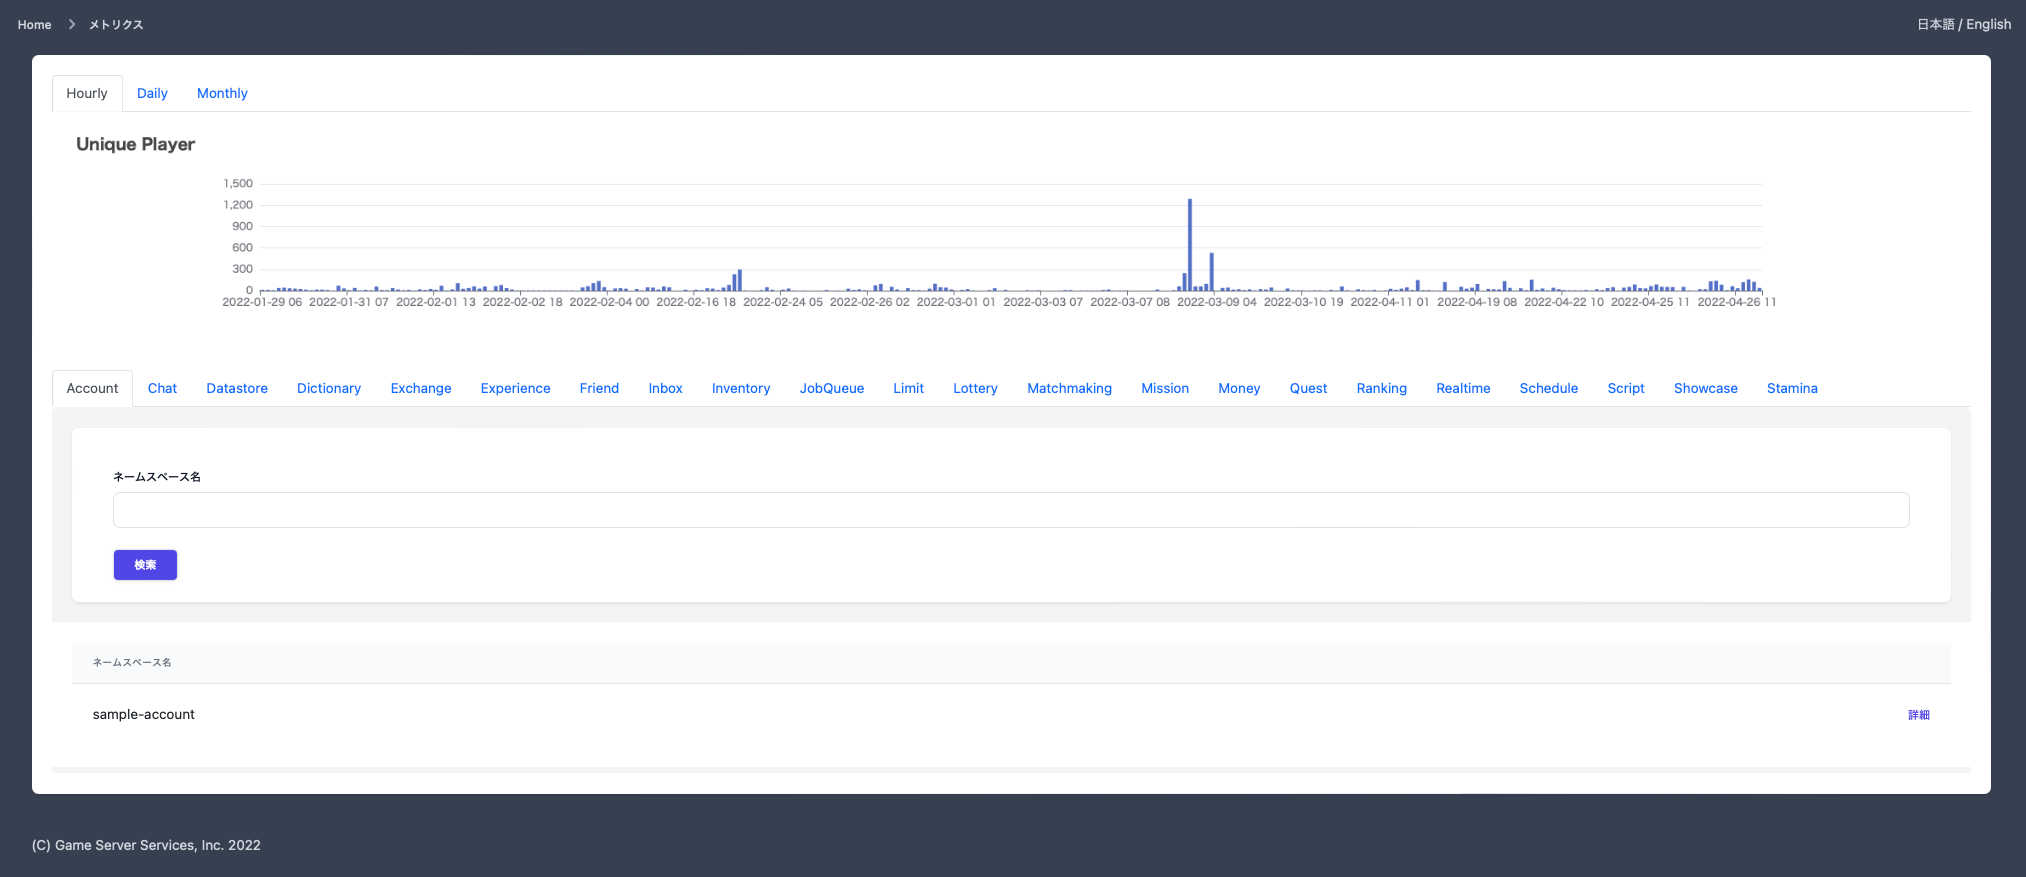 Home > メトリクス
日本語 / English
Hourly Daily Monthly
Unique Player
1,500
1,200
900
600
300
0
2022-01-29 06 2022-01-31 07 2022-02-01 13 2022-02-02 18 2022-02-04 00 2022-02-16 18 2022-02-24 05 2022-02-26 02 2022-03-01 01 2022-03-03 07 2022-03-07 08 2022-03-09 04 2022-03-10 19 2022-04-11 01 2022-04-19 08 2022-04-22 10 2022-04-25 11 2022-04-26 11
Account Chat Datastore Dictionary Exchange Experience Friend Inbox Inventory JobQueue Limit Lottery Matchmaking Mission Money Quest Ranking Realtime Schedule Script Showcase Stamina
ネームスペース名
検索
ネームスペース名
sample-account 詳細
(C) Game Server Services, Inc. 2022